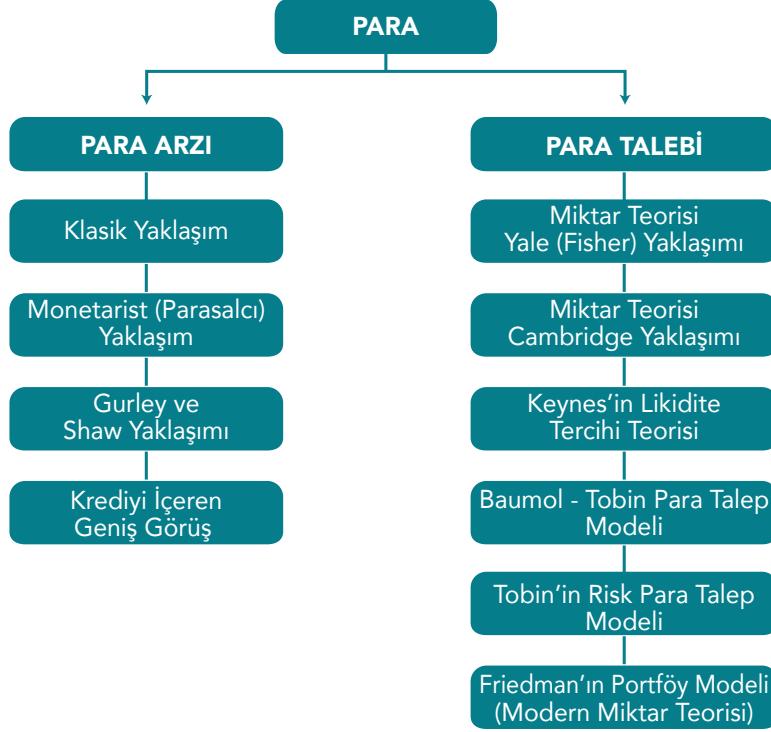 PARA
PARA ARZI
Klasik Yaklaşım
Monetarist (Parasalcı)
Yaklaşım
Gurley ve
Shaw Yaklaşımı
Krediyi İçeren
Geniş Görüş
PARA TALEBİ
Miktar Teorisi
Yale (Fisher) Yaklaşımı
Miktar Teorisi
Cambridge Yaklaşımı
Keynes’in Likidite
Tercihi Teorisi
Baumol - Tobin Para Talep
Modeli
Tobin’in Risk Para Talep
Modeli
Friedman’ın Portföy Modeli
(Modern Miktar Teorisi)